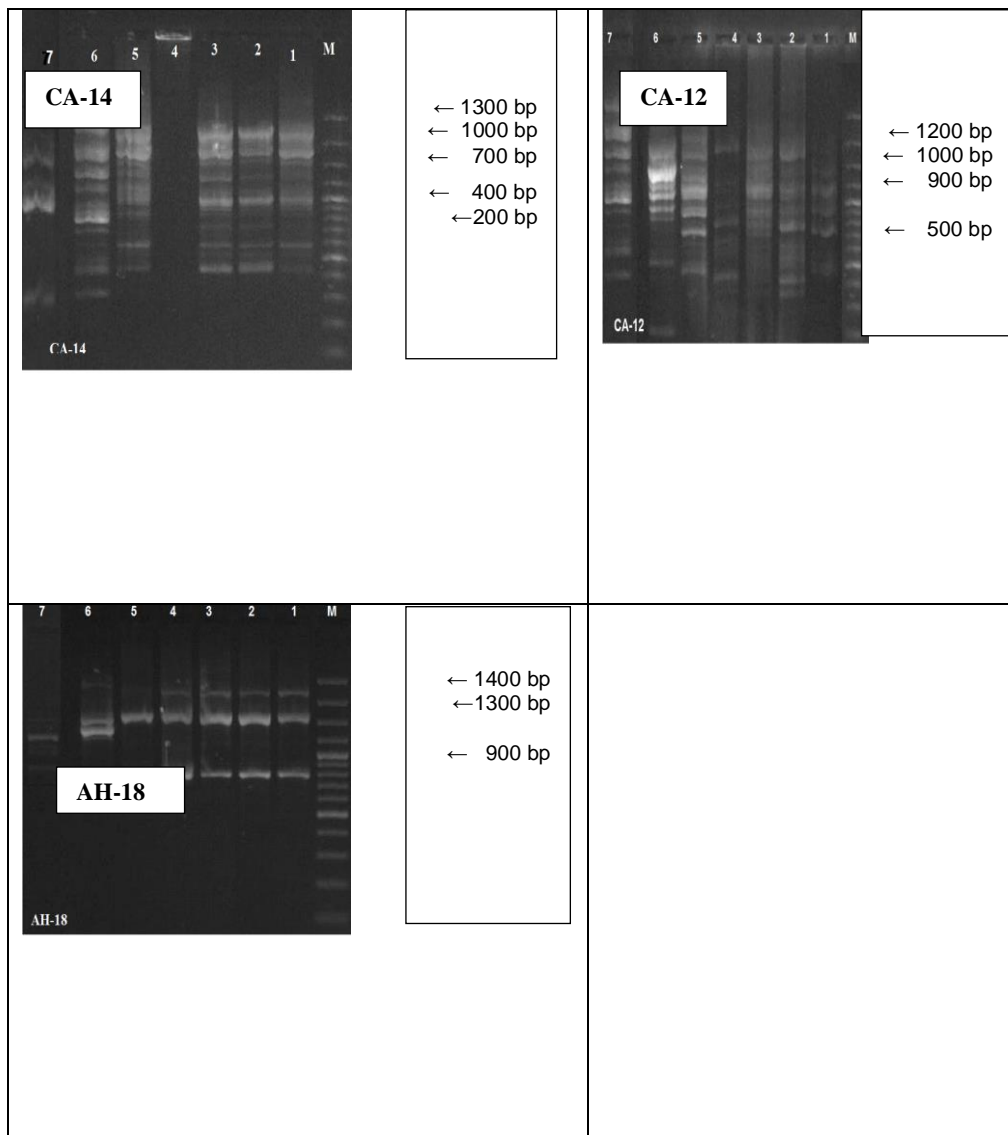 7 6 5 4 3 2 1 M
CA-14
← 1300 bp
← 1000 bp
← 700 bp
← 400 bp
← 200 bp
CA-14
7 6 5 4 3 2 1 M
CA-12
← 1200 bp
← 1000 bp
← 900 bp
← 500 bp
CA-12
7 6 5 4 3 2 1 M
← 1400 bp
← 1300 bp
← 900 bp
AH-18
AH-18